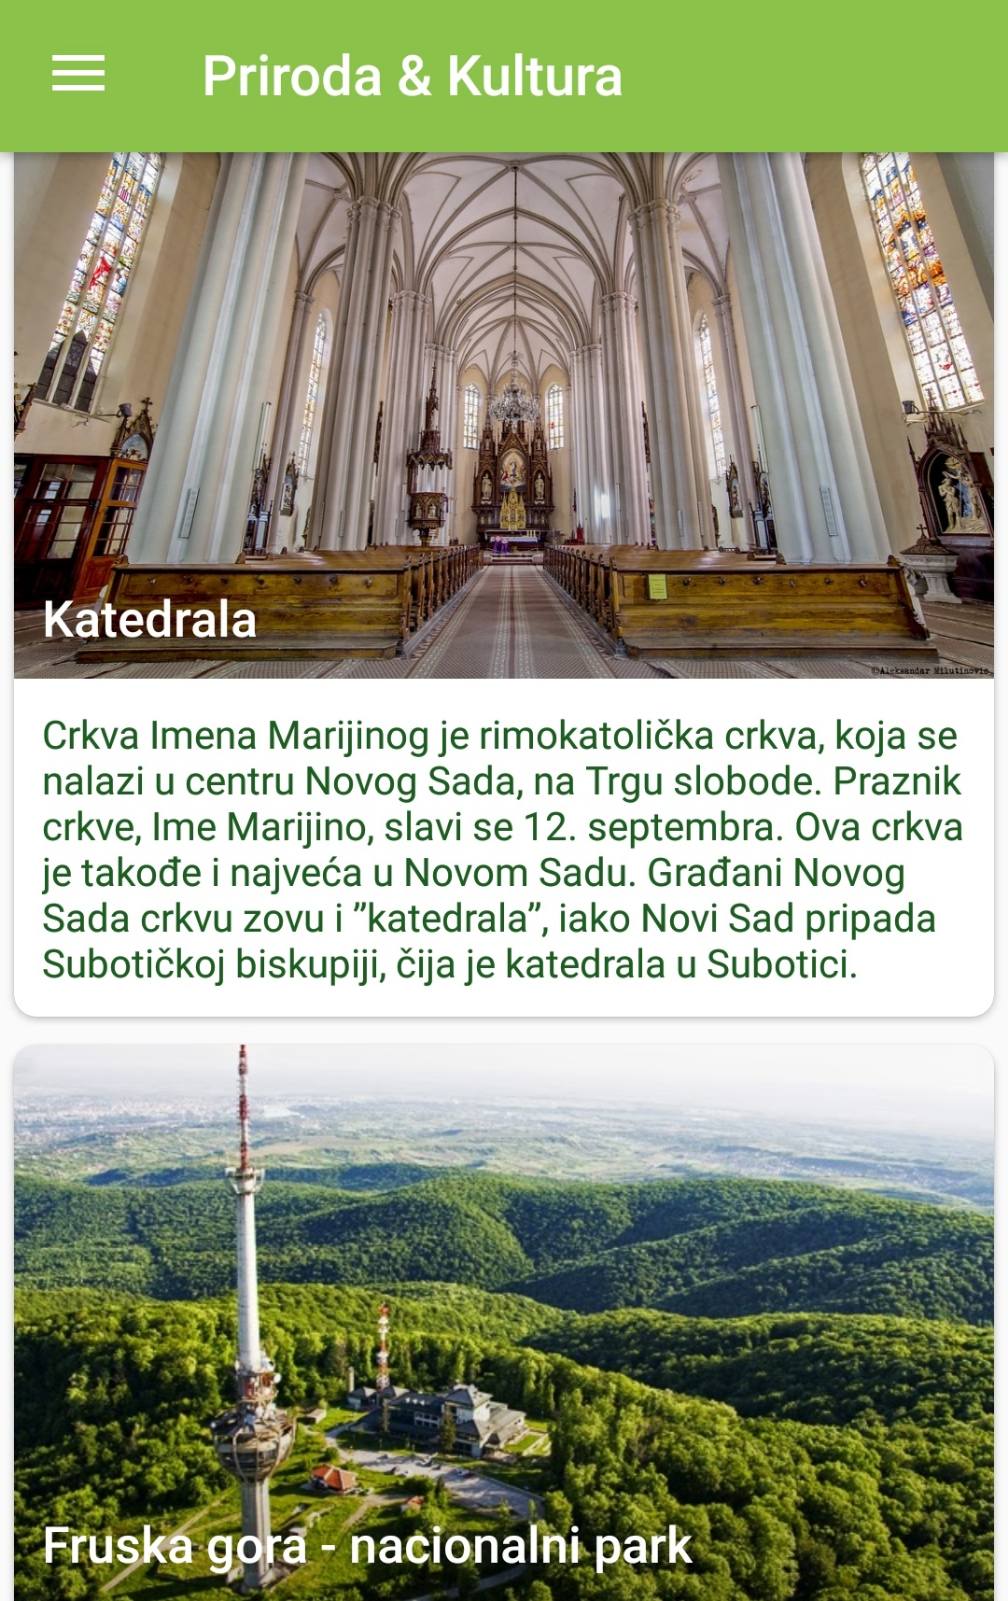 Priroda & Kultura
Katedrala
©Aleksandar Milutinovic
Crkva Imena Marijinog je rimokatolička crkva, koja se
nalazi u centru Novog Sada, na Trgu slobode. Praznik
crkve, Ime Marijino, slavi se 12. septembra. Ova crkva
je takođe i najveća u Novom Sadu. Građani Novog
Sada crkvu zovu i ”katedrala”, iako Novi Sad pripada
Subotičkoj biskupiji, čija je katedrala u Subotici.
Fruska gora - nacionalni park